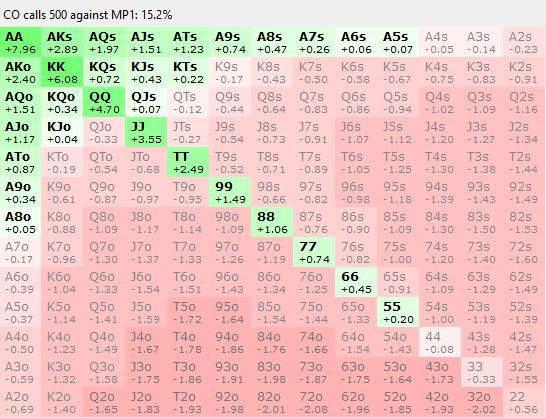 CO calls 500 against MP1: 15.2%
AA AKs AQs AJs ATs A9s A8s A7s A6s A5s A4s A3s A2s
+7.96 +2.89 +1.97 +1.51 +1.23 +0.74 +0.47 +0.26 +0.06 +0.07 -0.05 -0.14 -0.23
AKo KK KQs KJs KTs K9s K8s K7s K6s K5s K4s K3s K2s
+2.40 +6.08 +0.72 +0.43 +0.22 -0.17 -0.43 -0.50 -0.58 -0.67 -0.75 -0.83 -0.91
AQo KQo QQ QJs QTs Q9s Q8s Q7s Q6s Q5s Q4s Q3s Q2s
+1.51 +0.34 +4.70 +0.07 -0.12 -0.44 -0.64 -0.83 -0.86 -0.94 -1.02 -1.09 -1.16
AJo KJo QJo JJ JTs J9s J8s J7s J6s J5s J4s J3s J2s
+1.17 +0.04 -0.33 +3.55 -0.27 -0.54 -0.73 -0.91 -1.07 -1.12 -1.20 -1.27 -1.34
ATo KTo QTo JTo TT T9s T8s T7s T6s T5s T4s T3s T2s
+0.87 -0.19 -0.54 -0.68 +2.49 -0.52 -0.71 -0.89 -1.05 -1.25 -1.30 -1.38 -1.44
A9o K9o Q9o J9o T9o 99 98s 97s 96s 95s 94s 93s 92s
+0.34 -0.61 -0.87 -0.97 -0.95 +1.49 -0.66 -0.82 -0.98 -1.18 -1.39 -1.43 -1.49
A8o K8o Q8o J8o T8o 98o 88 87s 86s 85s 84s 83s 82s
+0.05 -0.88 -1.09 -1.17 -1.14 -1.09 +1.06 -0.76 -0.90 -1.09 -1.30 -1.50 -1.53
A7o K7o Q7o J7o T7o 97o 87o 77 76s 75s 74s 73s 72s
-0.17 -0.96 -1.30 -1.37 -1.33 -1.26 -1.19 +0.74 -0.82 -1.00 -1.20 -1.40 -1.60
A6o K6o Q6o J6o T6o 96o 86o 76o 66 65s 64s 63s 62s
-0.39 -1.04 -1.33 -1.54 -1.51 -1.43 -1.34 -1.25 +0.45 -0.91 -1.09 -1.29 -1.49
A5o K5o Q5o J5o T5o 95o 85o 75o 65o 55 54s 53s 52s
-0.37 -1.14 -1.41 -1.59 -1.72 -1.64 -1.54 -1.44 -1.33 +0.20 -1.00 -1.19 -1.39
A4o K4o Q4o J4o T4o 94o 84o 74o 64o 54o 44 43s 42s
-0.50 -1.23 -1.49 -1.67 -1.78 -1.86 -1.76 -1.66 -1.54 -1.43 -0.08 -1.28 -1.47
A3o K3o Q3o J3o T3o 93o 83o 73o 63o 53o 43o 33 32s
-0.59 -1.32 -1.58 -1.75 -1.86 -1.91 -1.98 -1.87 -1.75 -1.64 -1.73 -0.33 -1.55
A2o K2o Q2o J2o T2o 92o 82o 72o 62o 52o 42o 32o 22
-0.69 -1.40 -1.65 -1.83 -1.93 -1.98 -2.01 -2.08 -1.96 -1.85 -1.93 -2.02 -0.56